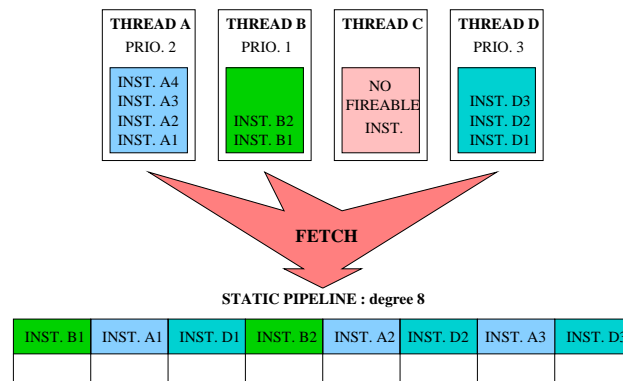 THREAD A THREAD B THREAD C THREAD D
PRIO. 2 PRIO. 1 PRIO. 3
INST. A4
INST. A3
INST. A2
INST. A1
INST. B2
INST. B1
NO
FIREABLE
INST.
INST. D3
INST. D2
INST. D1
FETCH
STATIC PIPELINE : degree 8
INST. B1 INST. A1 INST. D1 INST. B2 INST. A2 INST. D2 INST. A3 INST. D3